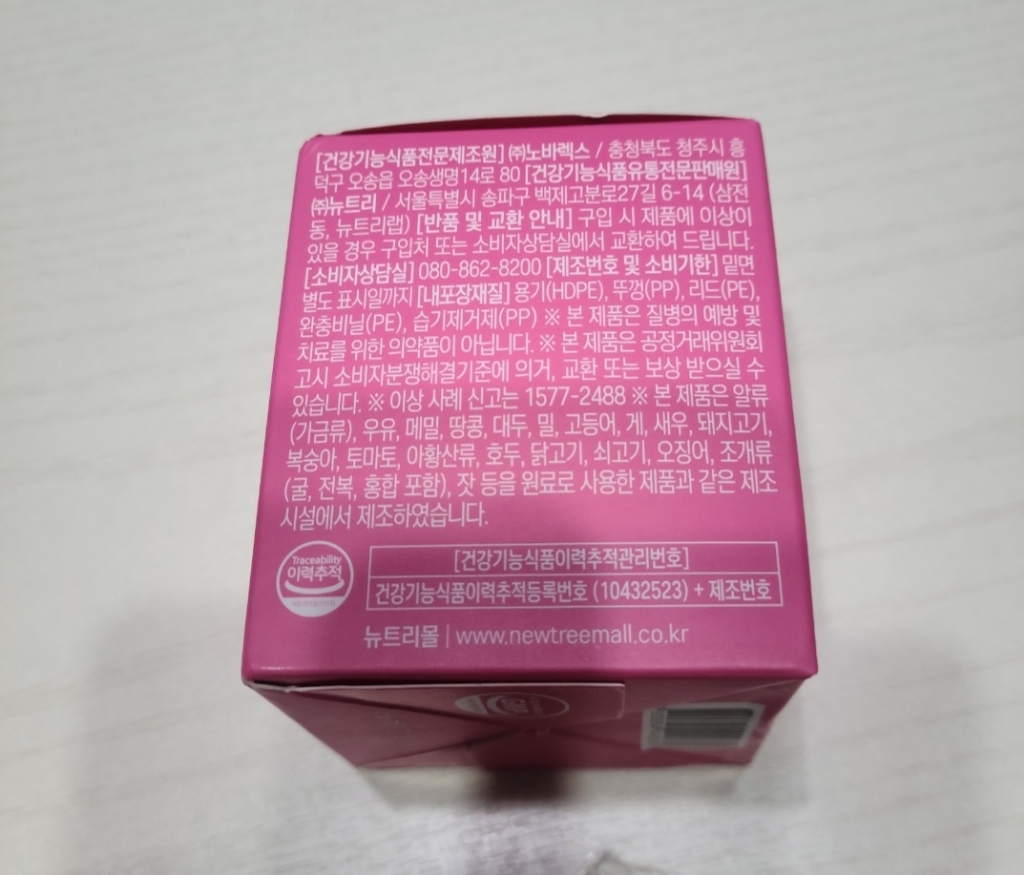 [건강기능식품전문제조원] ㈜노바렉스 / 충청북도 청주시 흥
덕구 오송읍 오송생명14로 80 [건강기능식품유통전문판매원]
㈜뉴트리 / 서울특별시 송파구 백제고분로27길 6-14 (삼전
동, 뉴트리랩) [반품 및 교환 안내] 구입 시 제품에 이상이
있을 경우 구입처 또는 소비자상담실에서 교환하여 드립니다.
[소비자상담실] 080-862-8200 [제조번호 및 소비기한] 밑면
별도 표시일까지 [내포장재질] 용기(HDPE), 뚜껑(PP), 리드(PE),
완충비닐(PE), 습기제거제(PP) ※ 본 제품은 질병의 예방 및
치료를 위한 의약품이 아닙니다. ※ 본 제품은 공정거래위원회
고시 소비자분쟁해결기준에 의거, 교환 또는 보상 받으실 수
있습니다. ※ 이상 사례 신고는 1577-2488 ※ 본 제품은 알류
(가금류), 우유, 메밀, 땅콩, 대두, 밀, 고등어, 게, 새우, 돼지고기,
복숭아, 토마토, 아황산류, 호두, 닭고기, 쇠고기, 오징어, 조개류
(굴, 전복, 홍합 포함), 잣 등을 원료로 사용한 제품과 같은 제조
시설에서 제조하였습니다.
Traceability
이력추적
[건강기능식품이력추적관리번호]
건강기능식품이력추적등록번호 (10432523) + 제조번호
뉴트리몰 | www.newtreemall.co.kr